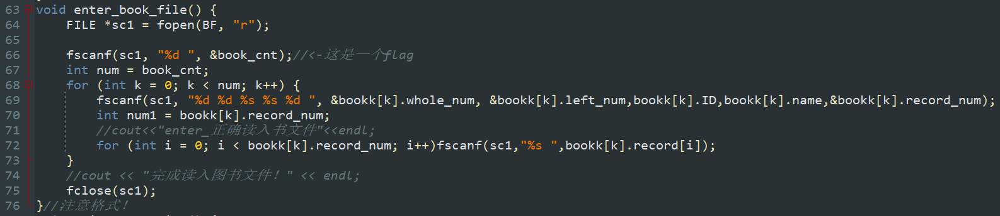 63 void enter_book_file() {
64 FILE *sc1 = fopen(BF, "r");
65
66 fscanf(sc1, "%d ", &book_cnt);//<-这是一个flag
67 int num = book_cnt;
68 for (int k = 0; k < num; k++) {
69 fscanf(sc1, "%d %d %s %s %d ", &bookk[k].whole_num, &bookk[k].left_num,bookk[k].ID,bookk[k].name,&bookk[k].record_num);
70 int num1 = bookk[k].record_num;
71 //cout<<"enter_正确读入书文件"<<endl;
72 for (int i = 0; i < bookk[k].record_num; i++)fscanf(sc1,"%s ",bookk[k].record[i]);
73 }
74 //cout << "完成读入图书文件！" << endl;
75 fclose(sc1);
76 }//注意格式！